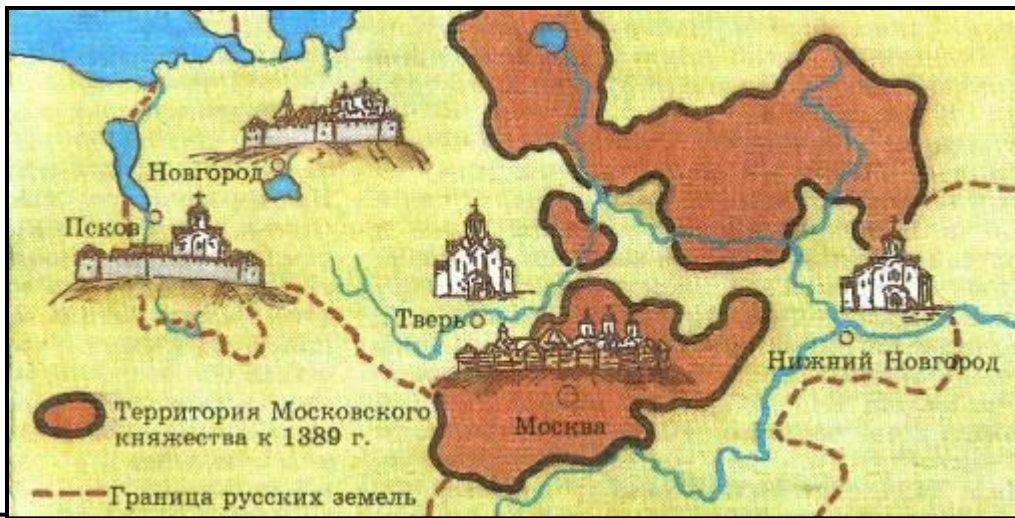 Новгород
Псков
Тверь
Нижний Новгород
Москва
Территория Московского
княжества к 1389 г.
Граница русских земель